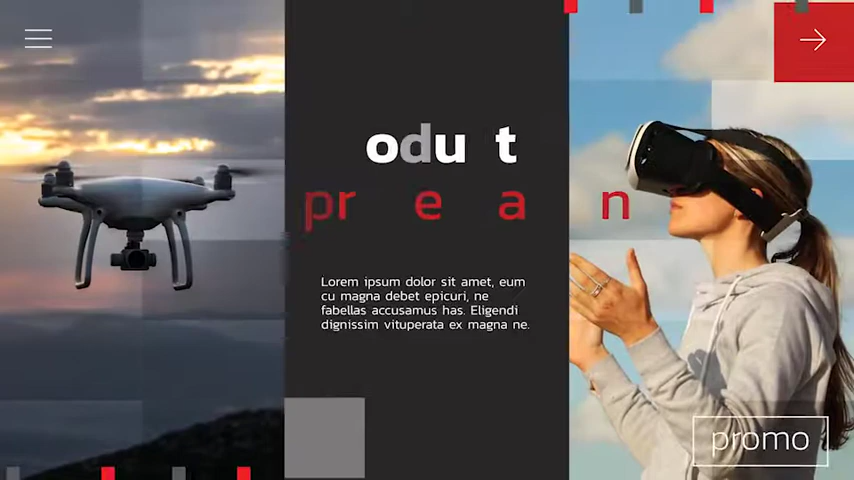 odu t
pr e a n
Lorem ipsum dolor sit amet, eum
cu magna debet epicuri, ne
fabellas accusamus has. Eligendi
dignissim vituperata ex magna ne.
promo